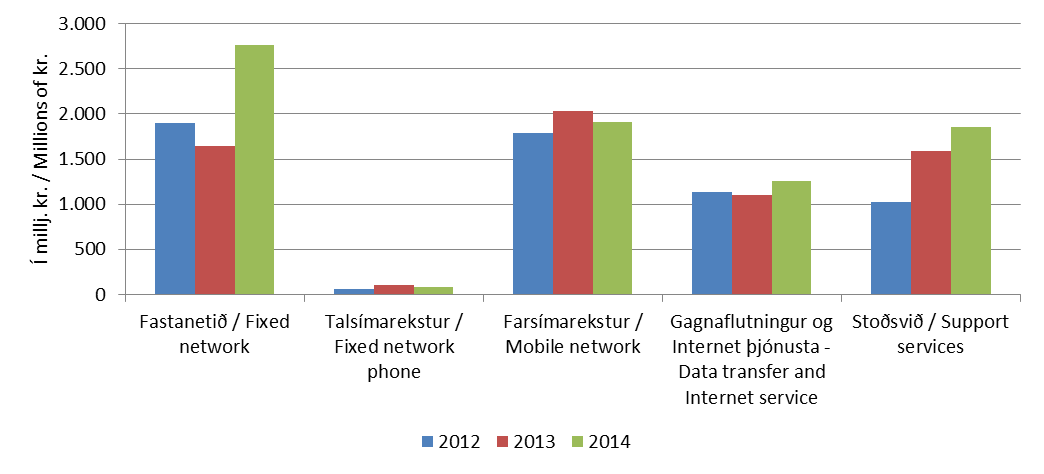 Í millj. kr. / Millions of kr.
3.000
2.500
2.000
1.500
1.000
500
0
Fastanetið / Fixed
network
Talsímarekstur /
Fixed network
phone
Farsímarekstur /
Mobile network
Gagnaflutningur og
Internet þjónusta -
Data transfer and
Internet service
Stoðsvið / Support
services
2012 2013 2014